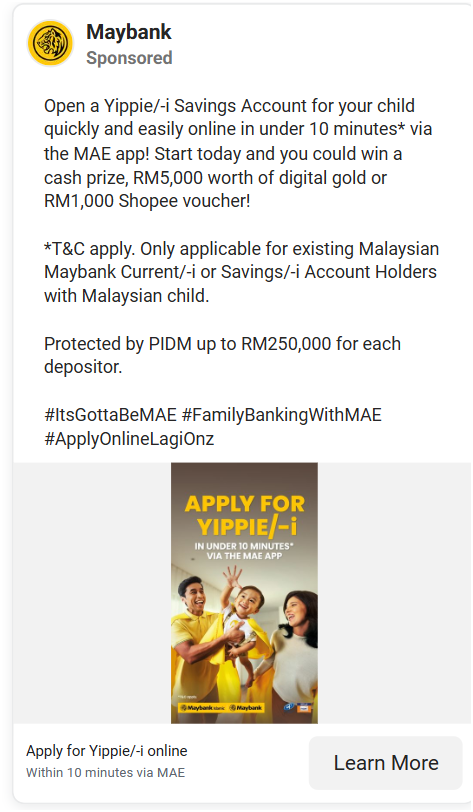 Maybank
Sponsored
Open a Yippie/-i Savings Account for your child
quickly and easily online in under 10 minutes* via
the MAE app! Start today and you could win a
cash prize, RM5,000 worth of digital gold or
RM1,000 Shopee voucher!
*T&C apply. Only applicable for existing Malaysian
Maybank Current/-i or Savings/-i Account Holders
with Malaysian child.
Protected by PIDM up to RM250,000 for each
depositor.
#ItsGottaBeMAE #FamilyBankingWithMAE
#ApplyOnlineLagiOnz
APPLY FOR
YIPPIE/-i
IN UNDER 10 MINUTES*
VIA THE MAE APP
Maybank Islamic Maybank
Apply for Yippie/-i online
Within 10 minutes via MAE
Learn More